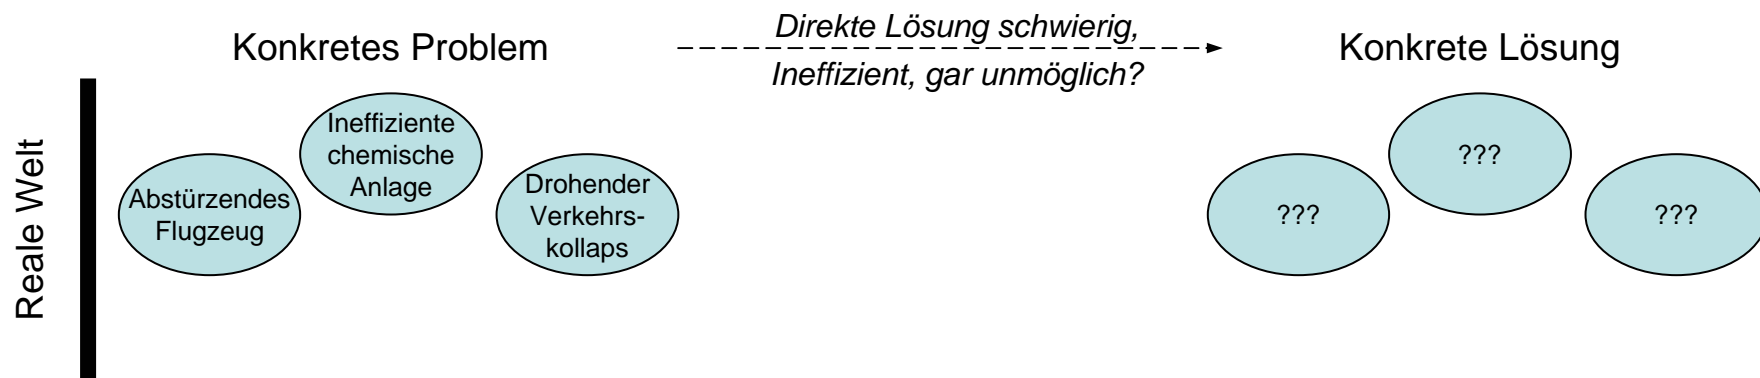 Konkretes Problem
Direkte Lösung schwierig,
Ineffizient, gar unmöglich?
Konkrete Lösung
Reale Welt
Abstürzendes
Flugzeug
Ineffiziente
chemische
Anlage
Drohender
Verkehrs-
kollaps
???
???
???